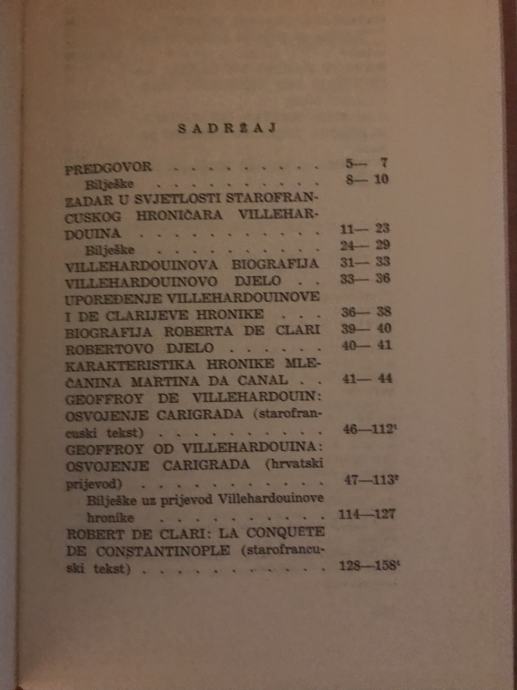 SADRŽAJ
PREDGOVOR . . . . . . . . . 5— 7
Bilješke . . . . . . . . . . 8— 10
ZADAR U SVJETLOSTI STAROFRAN-
CUSKOG HRONIČARA VILLEHAR-
DOUINA . . . . . . . . . . 11— 23
Bilješke . . . . . . . . . . 24— 29
VILLEHARDOUINOVA BIOGRAFIJA 31— 33
VILLEHARDOUINOVO DJELO . . 33— 36
UPOREĐENJE VILLEHARDOUINOVE
I DE CLARIJEVE HRONIKE . . . 36— 38
BIOGRAFIJA ROBERTA DE CLARI 39— 40
ROBERTOVO DJELO . . . . . . 40— 41
KARAKTERISTIKA HRONIKE MLE-
ČANINA MARTINA DA CANAL . . 41— 44
GEOFFROY DE VILLEHARDOUIN:
OSVOJENJE CARIGRADA (starofran-
cuski tekst) . . . . . . . . . . 46—112¹
GEOFFROY OD VILLEHARDOUINA:
OSVOJENJE CARIGRADA (hrvatski
prijevod) . . . . . . . . . . . 47—113²
Bilješke uz prijevod Villehardouinove
hronike . . . . . . . . . . 114—127
ROBERT DE CLARI: LA CONQUÊTE
DE CONSTANTINOPLE (starofrancu-
ski tekst) . . . . . . . . . . . 128—158¹